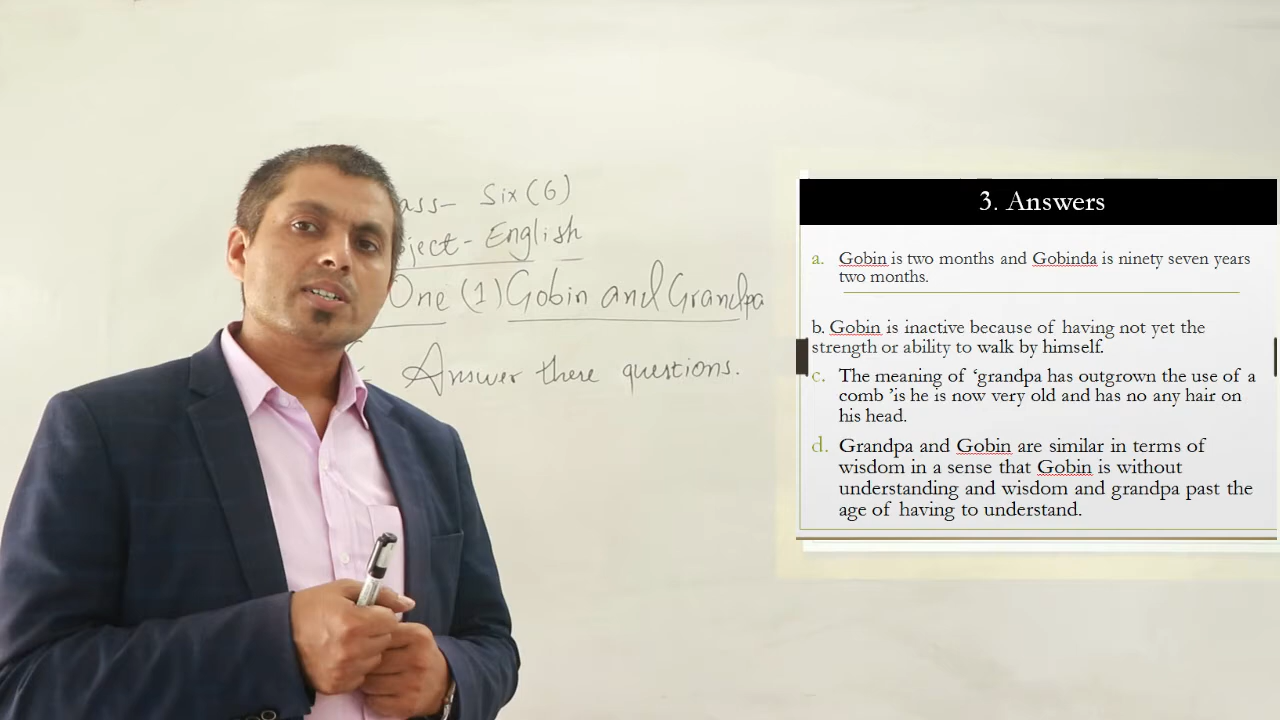 ass- Six (6)
ject- English
One (1) Gobin and Grandpa
Answer these questions.
3. Answers
a. Gobin is two months and Gobinda is ninety seven years
two months.
b. Gobin is inactive because of having not yet the
strength or ability to walk by himself.
c. The meaning of ‘grandpa has outgrown the use of a
comb ’is he is now very old and has no any hair on
his head.
d. Grandpa and Gobin are similar in terms of
wisdom in a sense that Gobin is without
understanding and wisdom and grandpa past the
age of having to understand.